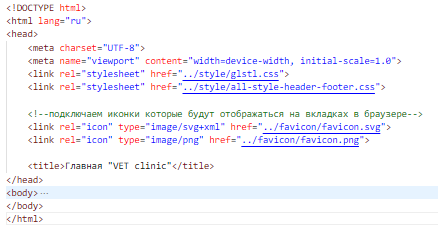 <!DOCTYPE html>
<html lang="ru">
<head>
<meta charset="UTF-8">
<meta name="viewport" content="width=device-width, initial-scale=1.0">
<link rel="stylesheet" href="../style/glstl.css">
<link rel="stylesheet" href="../style/all-style-header-footer.css">
<!--подключаем иконки которые будут отображаться на вкладках в браузере-->
<link rel="icon" type="image/svg+xml" href="../favicon/favicon.svg">
<link rel="icon" type="image/png" href="../favicon/favicon.png">
<title>Главная "VET clinic"</title>
</head>
<body>…
</body>
</html>